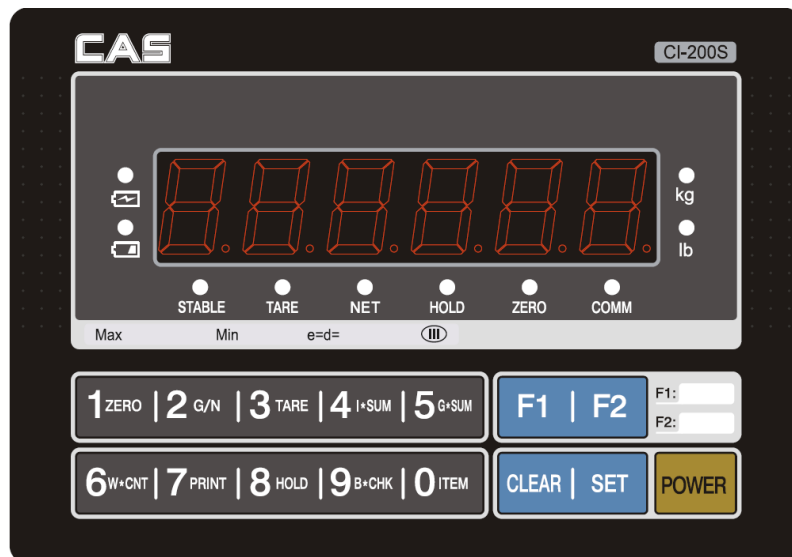 CAS
CI-200S
kg
lb
STABLE TARE NET HOLD ZERO COMM
Max Min e=d= III
1 ZERO | 2 G/N | 3 TARE | 4 I*SUM | 5 G*SUM
F1 | F2
F1:
F2:
6 W*CNT | 7 PRINT | 8 HOLD | 9 B*CHK | 0 ITEM
CLEAR | SET
POWER